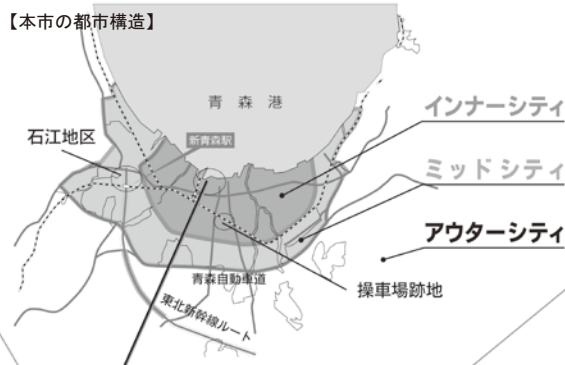 【本市の都市構造】
青森港
インナーシティ
石江地区
新青森駅
ミッドシティ
アウターシティ
青森自動車道
操車場跡地
東北新幹線ルート